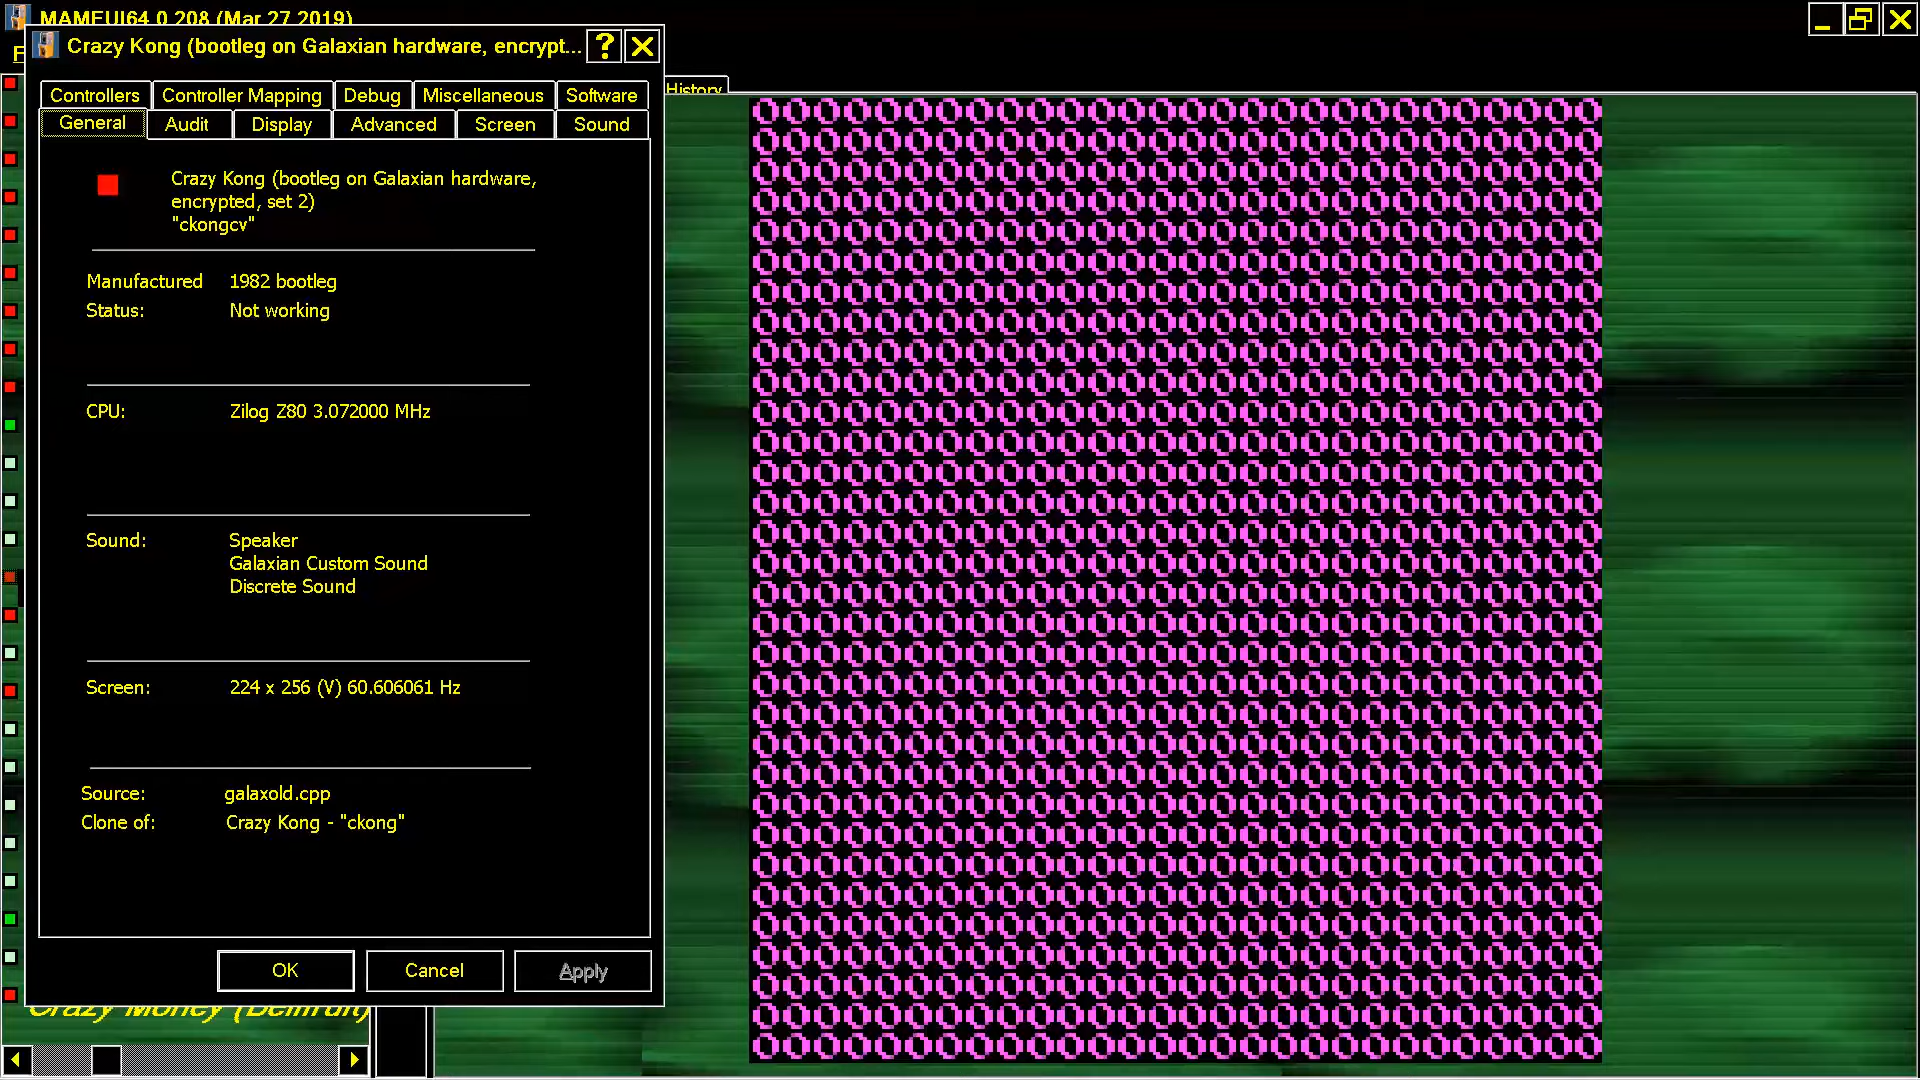 MAMEUI64 0.208 (Mar 27 2019)
Crazy Kong (bootleg on Galaxian hardware, encrypt...
?
F
History
Controllers Controller Mapping Debug Miscellaneous Software
General Audit Display Advanced Screen Sound
Crazy Kong (bootleg on Galaxian hardware,
encrypted, set 2)
"ckongcv"
Manufactured 1982 bootleg
Status: Not working
CPU: Zilog Z80 3.072000 MHz
Sound: Speaker
Galaxian Custom Sound
Discrete Sound
Screen: 224 x 256 (V) 60.606061 Hz
Source: galaxold.cpp
Clone of: Crazy Kong - "ckong"
OK Cancel Apply
Crazy Money (Bellfruit)